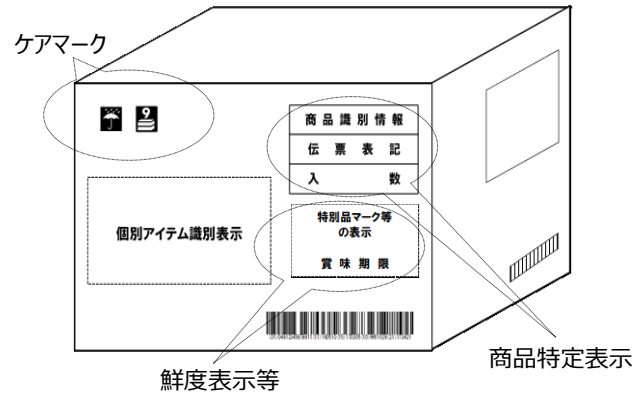 ケアマーク
9
商品識別情報
伝票表記
入数
個別アイテム識別表示
特別品マーク等
の表示
賞味期限
商品特定表示
鮮度表示等